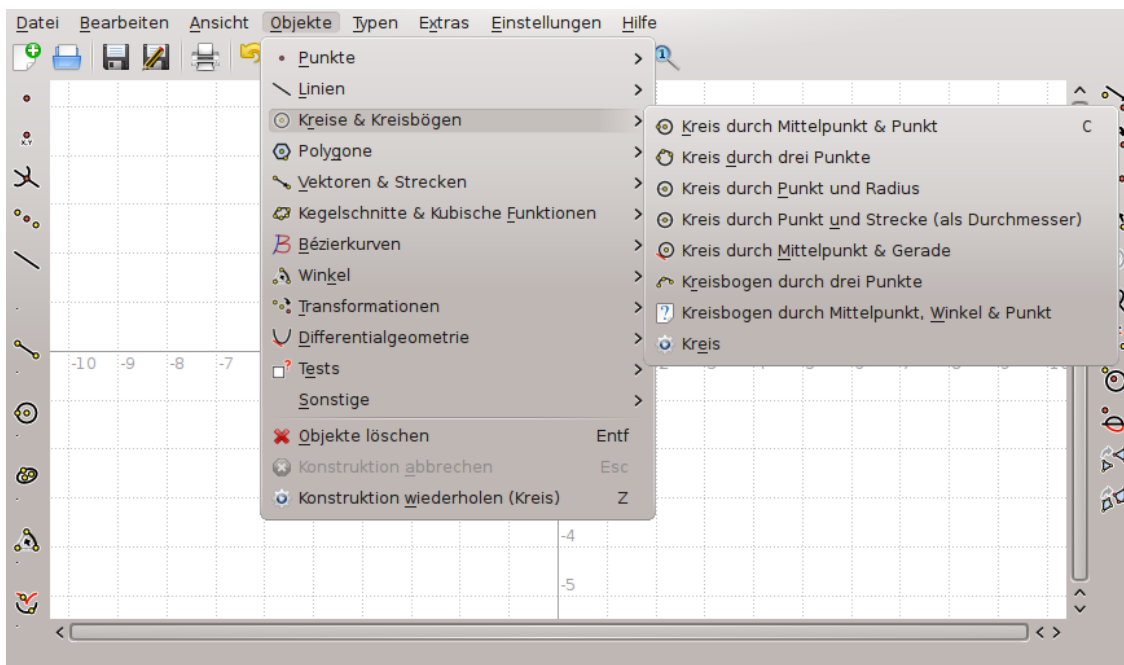 Datei Bearbeiten Ansicht Objekte Typen Extras Einstellungen Hilfe
Punkte
Linien
Kreise & Kreisbögen
Polygone
Vektoren & Strecken
Kegelschnitte & Kubische Funktionen
Bézierkurven
Winkel
Transformationen
Differentialgeometrie
Tests
Sonstige
Objekte löschen Entf
Konstruktion abbrechen Esc
Konstruktion wiederholen (Kreis) Z
Kreis durch Mittelpunkt & Punkt C
Kreis durch drei Punkte
Kreis durch Punkt und Radius
Kreis durch Punkt und Strecke (als Durchmesser)
Kreis durch Mittelpunkt & Gerade
Kreisbogen durch drei Punkte
Kreisbogen durch Mittelpunkt, Winkel & Punkt
Kreis
X,Y
-10 -9 -8 -7
-4
-5